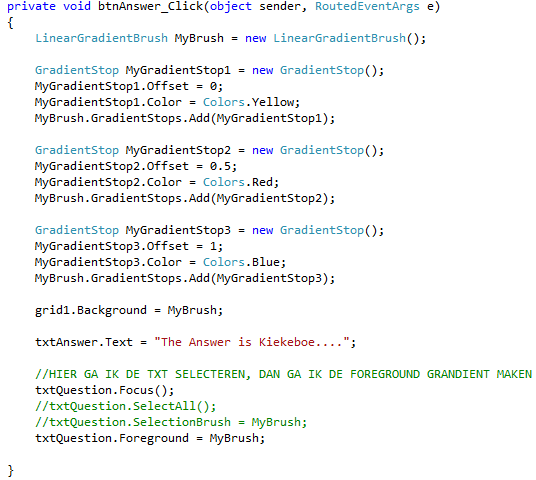 private void btnAnswer_Click(object sender, RoutedEventArgs e)
{
    LinearGradientBrush MyBrush = new LinearGradientBrush();

    GradientStop MyGradientStop1 = new GradientStop();
    MyGradientStop1.Offset = 0;
    MyGradientStop1.Color = Colors.Yellow;
    MyBrush.GradientStops.Add(MyGradientStop1);

    GradientStop MyGradientStop2 = new GradientStop();
    MyGradientStop2.Offset = 0.5;
    MyGradientStop2.Color = Colors.Red;
    MyBrush.GradientStops.Add(MyGradientStop2);

    GradientStop MyGradientStop3 = new GradientStop();
    MyGradientStop3.Offset = 1;
    MyGradientStop3.Color = Colors.Blue;
    MyBrush.GradientStops.Add(MyGradientStop3);

    grid1.Background = MyBrush;

    txtAnswer.Text = "The Answer is Kiekeboe....";

    //HIER GA IK DE TXT SELECTEREN, DAN GA IK DE FOREGROUND GRANDIENT MAKEN
    txtQuestion.Focus();
    //txtQuestion.SelectAll();
    //txtQuestion.SelectionBrush = MyBrush;
    txtQuestion.Foreground = MyBrush;

}